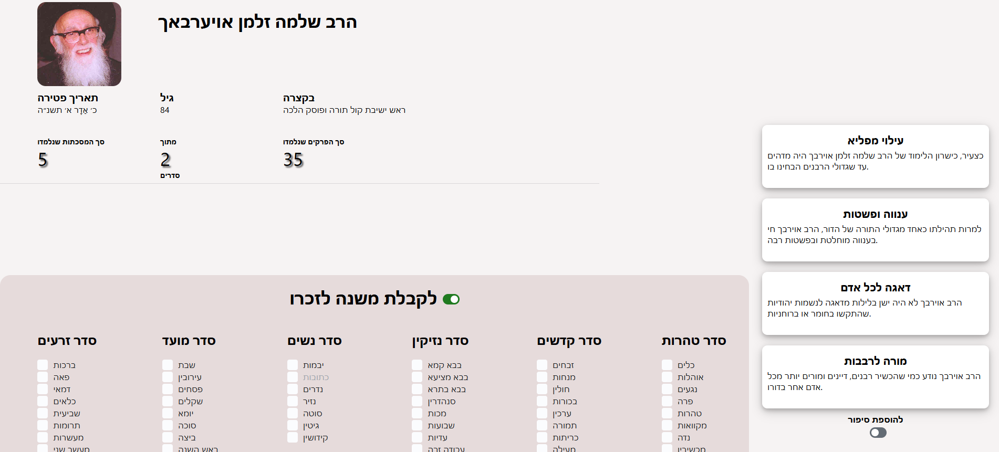 הרב שלמה זלמן אויערבאך
תאריך פטירה
כ׳ אַדָר א׳ תשנ״ה
גיל
84
בקצרה
ראש ישיבת קול תורה ופוסק הלכה
סך המסכתות שנלמדו
5
מתוך
2
סדרים
סך הפרקים שנלמדו
35
עילוי מפליא
כצעיר, כישרון הלימוד של הרב שלמה זלמן אוירבך היה מדהים
עד שגדולי הרבנים הבחינו בו.
ענווה ופשטות
למרות תהילתו כאחד מגדולי התורה של הדור, הרב אוירבך חי
בענווה מוחלטת ובפשטות רבה.
דאגה לכל אדם
הרב אוירבך לא היה ישן בלילות מדאגה לנשמות יהודיות
שהתקשו בחומר או ברוחניות.
מורה לרבבות
הרב אוירבך נודע כמי שהכשיר רבנים, דיינים ומורים יותר מכל
אדם אחר בדורו.
להוספת סיפור
לקבלת משנה לזכרו
סדר זרעים
ברכות
פאה
דמאי
כלאים
שביעית
תרומות
מעשרות
מעשר שני
סדר מועד
שבת
עירובין
פסחים
שקלים
יומא
סוכה
ביצה
ראש השנה
סדר נשים
יבמות
כתובות
נדרים
נזיר
סוטה
גיטין
קידושין
סדר נזיקין
בבא קמא
בבא מציעא
בבא בתרא
סנהדרין
מכות
שבועות
עדיות
עבודה זרה
סדר קדשים
זבחים
מנחות
חולין
בכורות
ערכין
תמורה
כריתות
מעילה
סדר טהרות
כלים
אוהלות
נגעים
פרה
טהרות
מקוואות
נדה
מכשירין